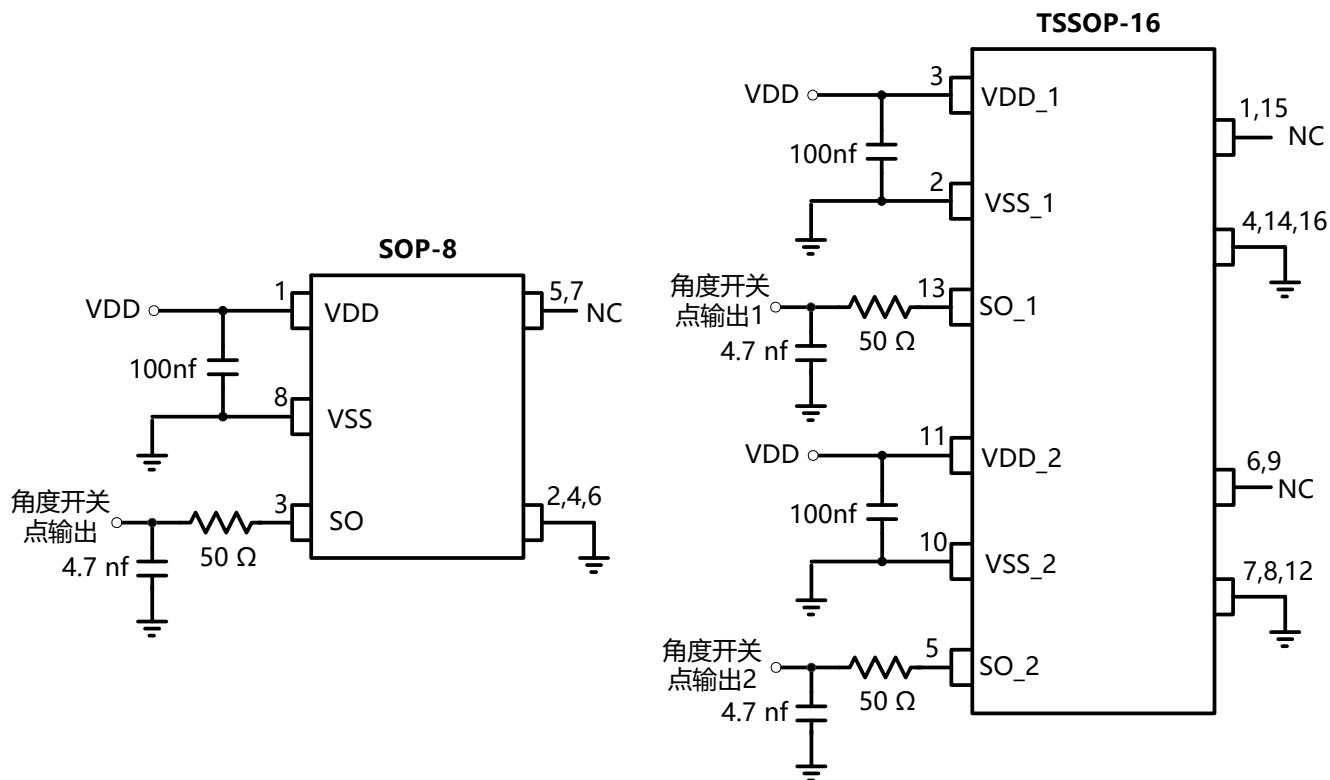 SOP-8
VDD
1
VDD
5,7
NC
100nf
8
VSS
角度开关
点输出
3
SO
2,4,6
50 Ω
4.7 nf
TSSOP-16
VDD
3
VDD_1
1,15
NC
100nf
2
VSS_1
4,14,16
角度开关
点输出1
13
SO_1
50 Ω
4.7 nf
VDD
11
VDD_2
6,9
NC
100nf
10
VSS_2
7,8,12
角度开关
点输出2
5
SO_2
50 Ω
4.7 nf